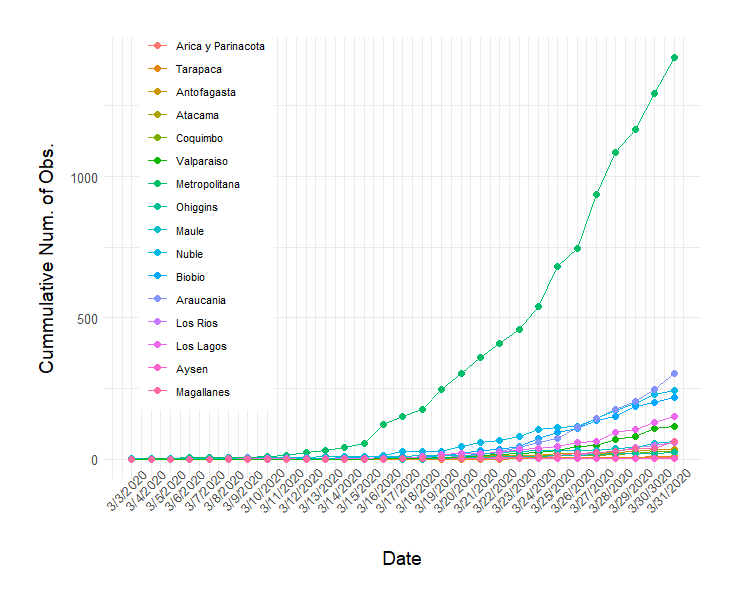 Arica y Parinacota
Tarapaca
Antofagasta
Atacama
Coquimbo
Valparaiso
Metropolitana
Ohiggins
Maule
Nuble
Biobio
Araucania
Los Rios
Los Lagos
Aysen
Magallanes
Cummulative Num. of Obs.
1000
500
0
3/3/2020
3/4/2020
3/5/2020
3/6/2020
3/7/2020
3/8/2020
3/9/2020
3/10/2020
3/11/2020
3/12/2020
3/13/2020
3/14/2020
3/15/2020
3/16/2020
3/17/2020
3/18/2020
3/19/2020
3/20/2020
3/21/2020
3/22/2020
3/23/2020
3/24/2020
3/25/2020
3/26/2020
3/27/2020
3/28/2020
3/29/2020
3/30/3020
3/31/2020
Date